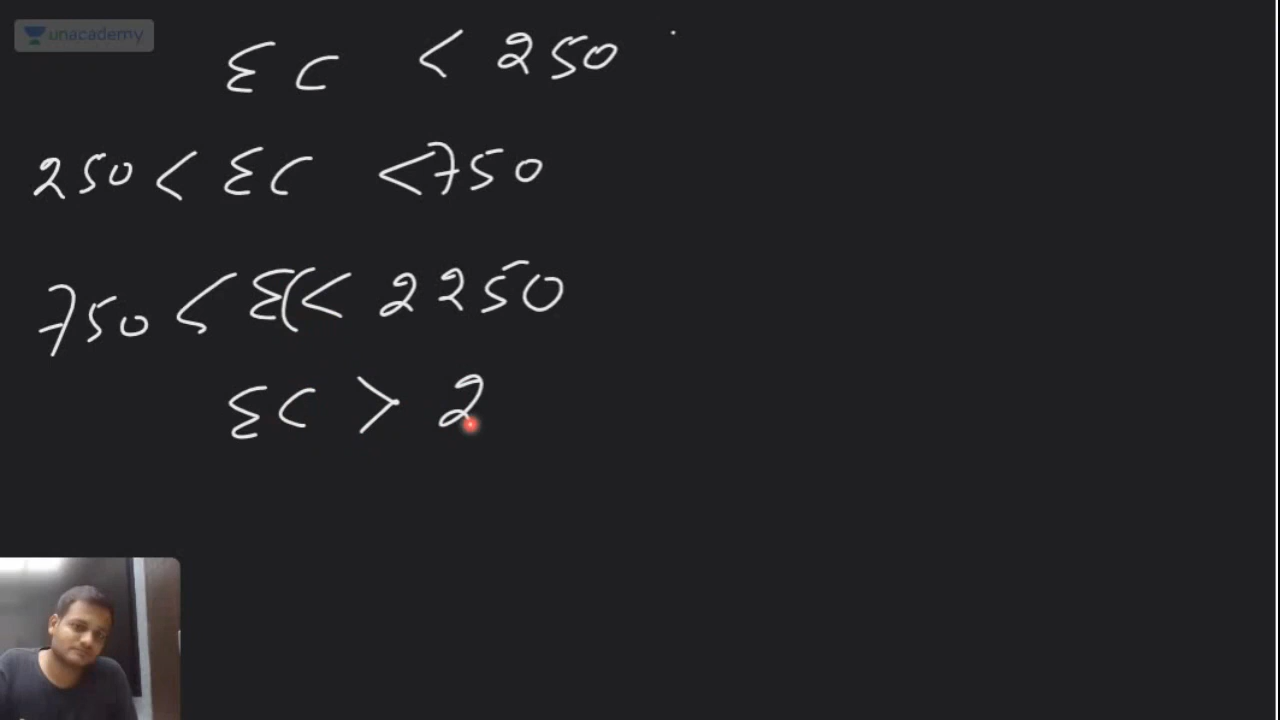 unacademy
EC < 250
250 < EC < 750
750 < EC < 2250
EC > 2